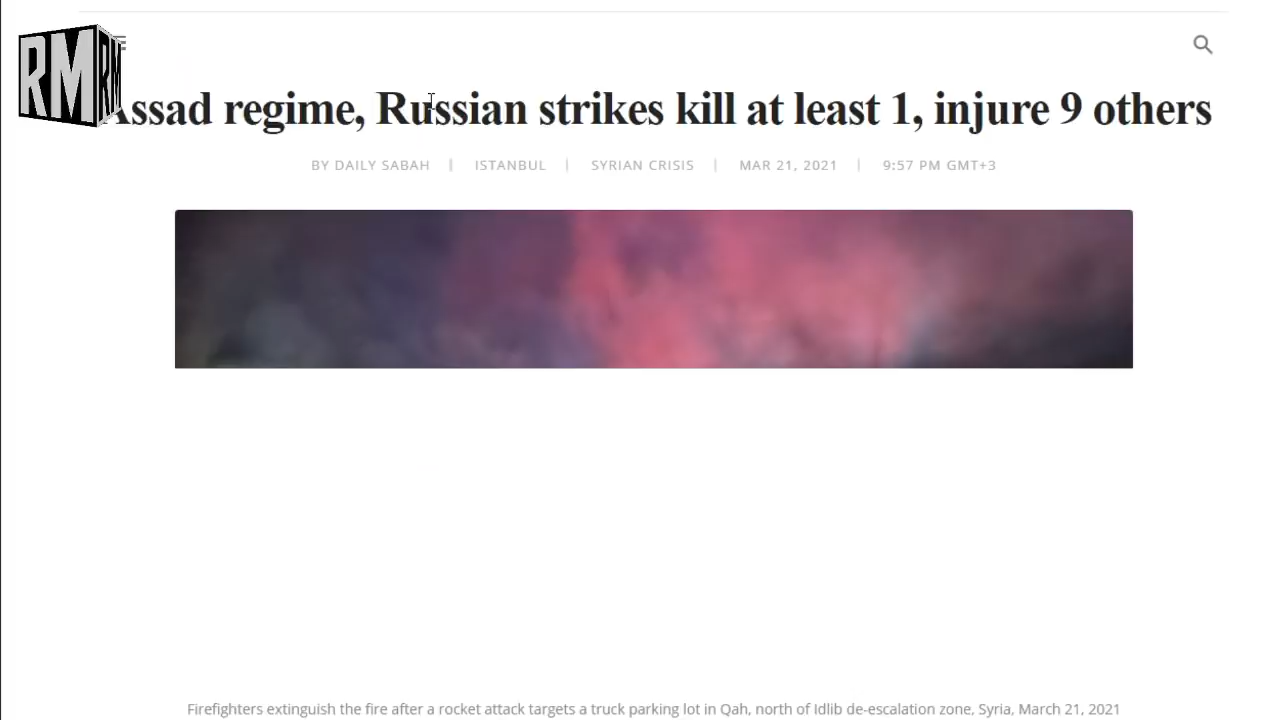 RM RM
Assad regime, Russian strikes kill at least 1, injure 9 others
BY DAILY SABAH | ISTANBUL | SYRIAN CRISIS | MAR 21, 2021 | 9:57 PM GMT+3
Firefighters extinguish the fire after a rocket attack targets a truck parking lot in Qah, north of Idlib de-escalation zone, Syria, March 21, 2021